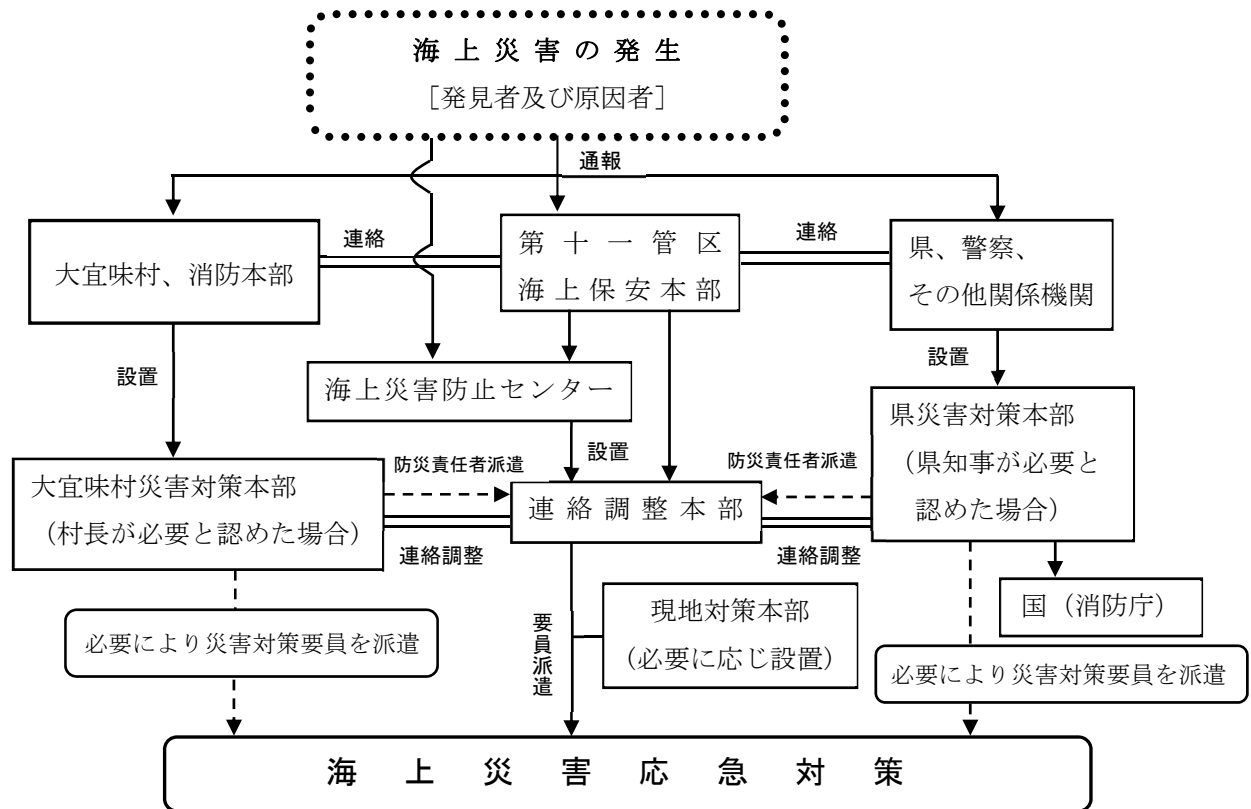 海上災害の発生
［発見者及び原因者］
通報
大宜味村、消防本部
連絡
第十一管区
海上保安本部
連絡
県、警察、
その他関係機関
設置
海上災害防止センター
設置
設置
大宜味村災害対策本部
（村長が必要と認めた場合）
防災責任者派遣
連絡調整本部
防災責任者派遣
県災害対策本部
（県知事が必要と
認めた場合）
連絡調整
連絡調整
必要により災害対策要員を派遣
要員派遣
現地対策本部
（必要に応じ設置）
国（消防庁）
必要により災害対策要員を派遣
海上災害応急対策